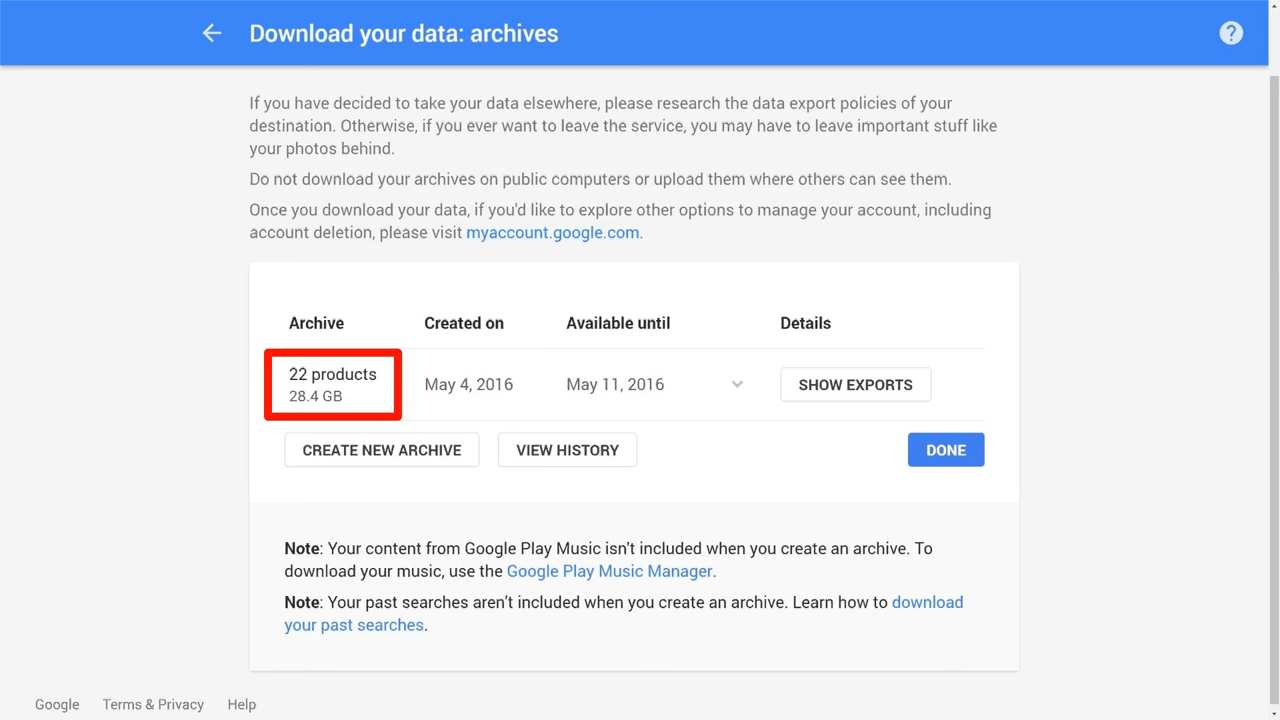 Download your data: archives
?
If you have decided to take your data elsewhere, please research the data export policies of your
destination. Otherwise, if you ever want to leave the service, you may have to leave important stuff like
your photos behind.
Do not download your archives on public computers or upload them where others can see them.
Once you download your data, if you'd like to explore other options to manage your account, including
account deletion, please visit myaccount.google.com.
Archive Created on Available until Details
22 products
28.4 GB
May 4, 2016 May 11, 2016 SHOW EXPORTS
CREATE NEW ARCHIVE VIEW HISTORY DONE
Note: Your content from Google Play Music isn't included when you create an archive. To
download your music, use the Google Play Music Manager.
Note: Your past searches aren't included when you create an archive. Learn how to download
your past searches.
Google Terms & Privacy Help